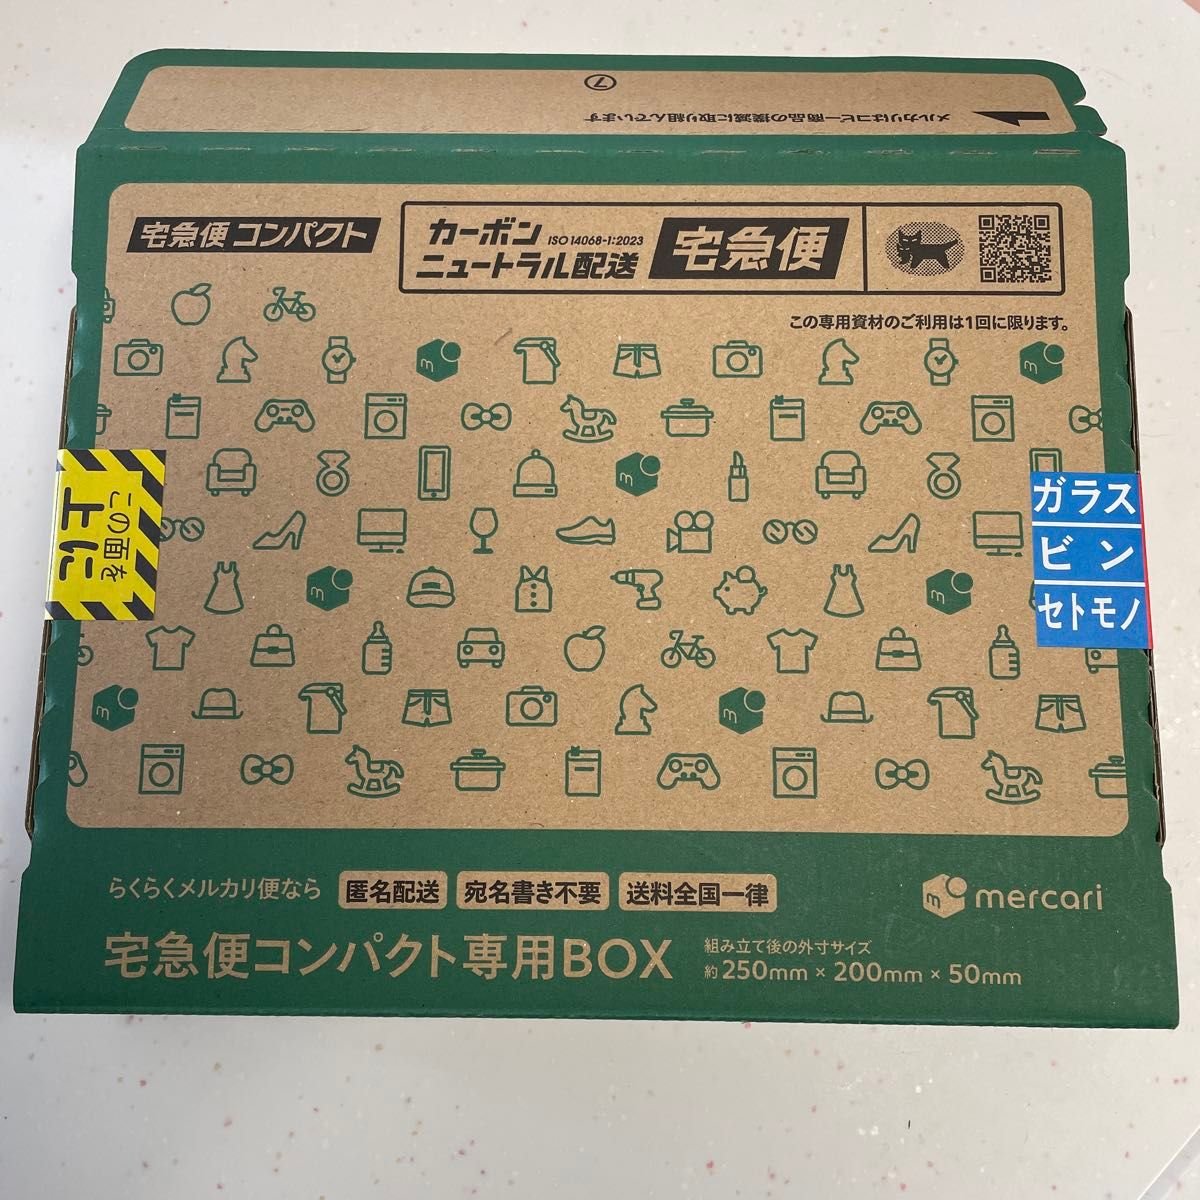 ⑦
メルカリはコピー商品の撲滅に取り組んでいます
宅急便コンパクト
カーボン
ニュートラル配送
ISO 14068-1:2023
宅急便
この専用資材のご利用は1回に限ります。
この面を
上に
ガラス
ビン
セトモノ
らくらくメルカリ便なら 匿名配送 宛名書き不要 送料全国一律
mercari
宅急便コンパクト専用BOX
組み立て後の外寸サイズ
約250mm×200mm×50mm